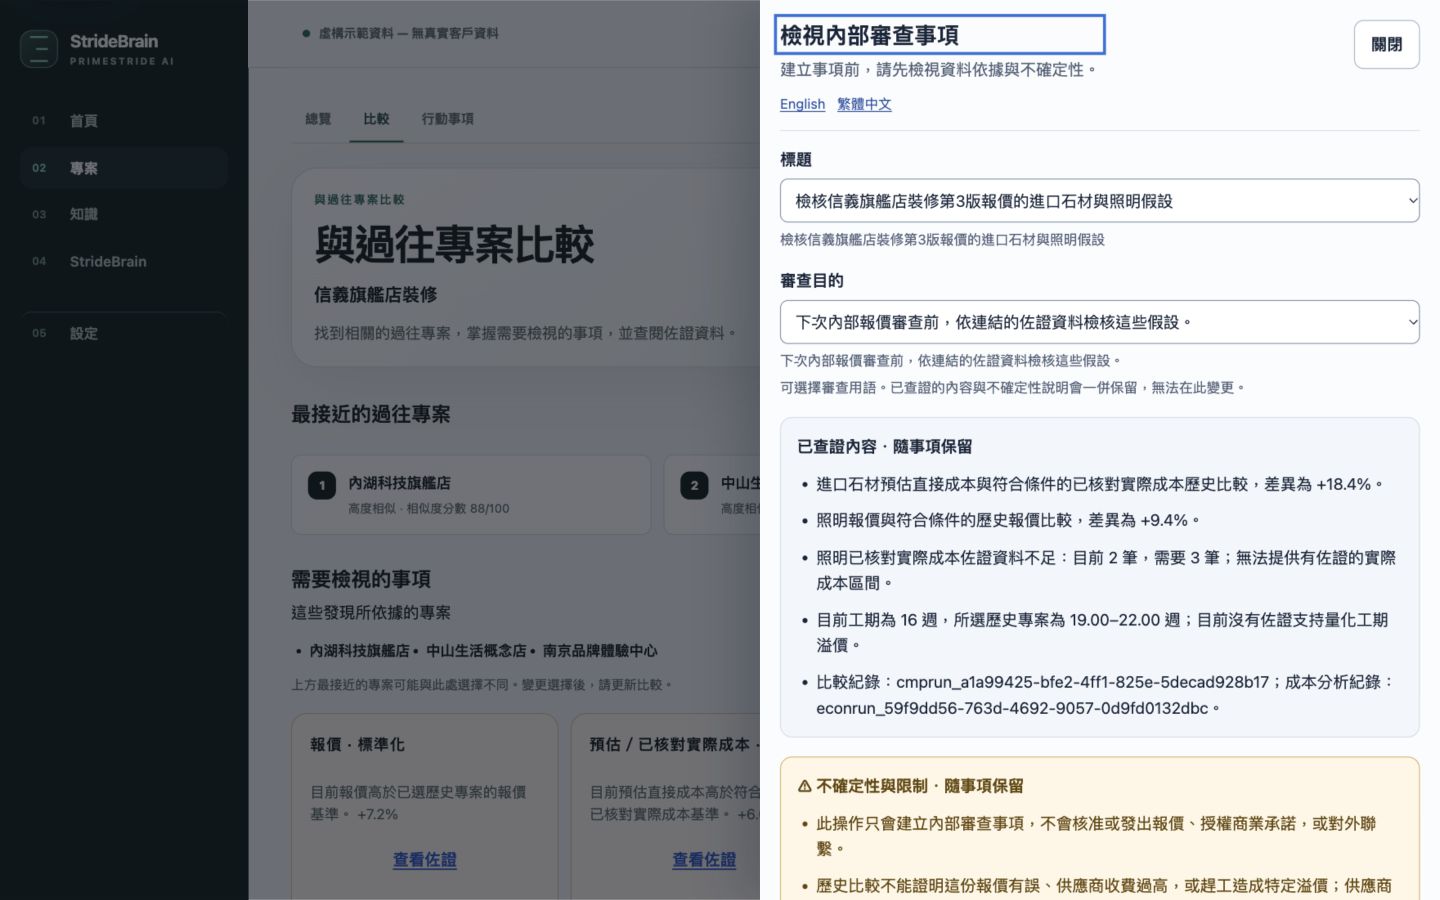 StrideBrain
PRIMESTRIDE AI
01 首頁
02 專案
03 知識
04 StrideBrain
05 設定
虛構示範資料 — 無真實客戶資料
總覽 比較 行動事項
與過往專案比較
與過往專案比較
信義旗艦店裝修
找到相關的過往專案，掌握需要檢視的事項，並查閱佐證資料。
最接近的過往專案
1 內湖科技旗艦店
高度相似 · 相似度分數 88/100
2 中山生
高度相
需要檢視的事項
這些發現所依據的專案
• 內湖科技旗艦店 • 中山生活概念店 • 南京品牌體驗中心
上方最接近的專案可能與此處選擇不同。變更選擇後，請更新比較。
報價 · 標準化
目前報價高於已選歷史專案的報價
基準。 +7.2%
查看佐證
預估 / 已核對實際成本 ·
目前預估直接成本高於符合
已核對實際成本基準。 +6.
查看佐證
檢視內部審查事項
關閉
建立事項前，請先檢視資料依據與不確定性。
English 繁體中文
標題
檢核信義旗艦店裝修第3版報價的進口石材與照明假設
檢核信義旗艦店裝修第3版報價的進口石材與照明假設
審查目的
下次內部報價審查前，依連結的佐證資料檢核這些假設。
下次內部報價審查前，依連結的佐證資料檢核這些假設。
可選擇審查用語。已查證的內容與不確定性說明會一併保留，無法在此變更。
已查證內容 · 隨事項保留
• 進口石材預估直接成本與符合條件的已核對實際成本歷史比較，差異為 +18.4%。
• 照明報價與符合條件的歷史報價比較，差異為 +9.4%。
• 照明已核對實際成本佐證資料不足：目前 2 筆，需要 3 筆；無法提供有佐證的實際
成本區間。
• 目前工期為 16 週，所選歷史專案為 19.00–22.00 週；目前沒有佐證支持量化工期
溢價。
• 比較紀錄：cmprun_a1a99425-bfe2-4ff1-825e-5decad928b17；成本分析紀錄：
econrun_59f9dd56-763d-4692-9057-0d9fd0132dbc。
⚠ 不確定性與限制 · 隨事項保留
• 此操作只會建立內部審查事項，不會核准或發出報價、授權商業承諾，或對外聯
繫。
• 歷史比較不能證明這份報價有誤、供應商收費過高，或趕工造成特定溢價；供應商